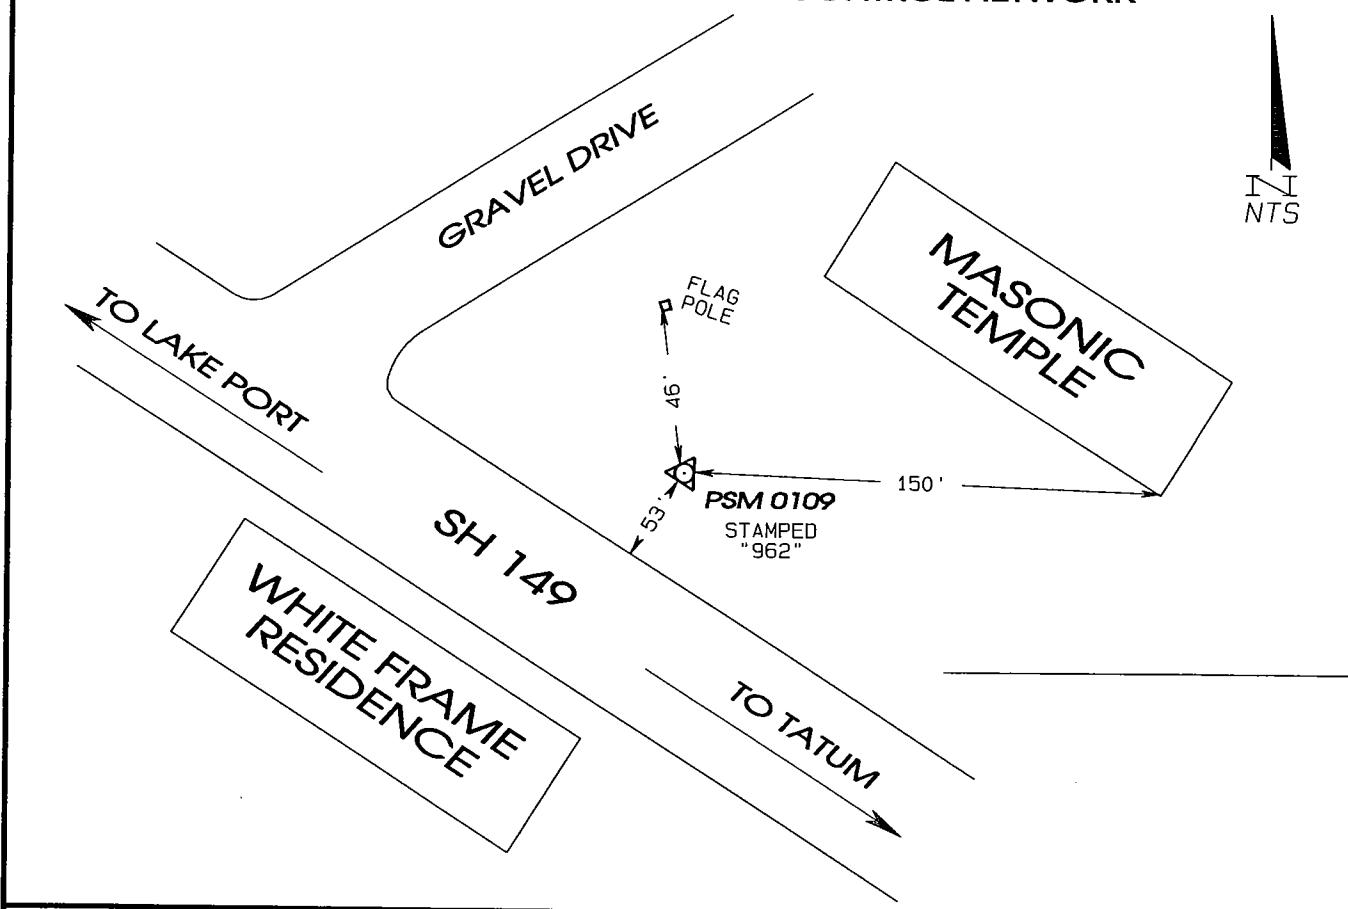 GRAVEL DRIVE
N
NTS
MASONIC
TEMPLE
FLAG
POLE
TO LAKE PORT
46'
150'
PSM 0109
STAMPED
"962"
53'
SH 149
WHITE FRAME
RESIDENCE
TO TATUM